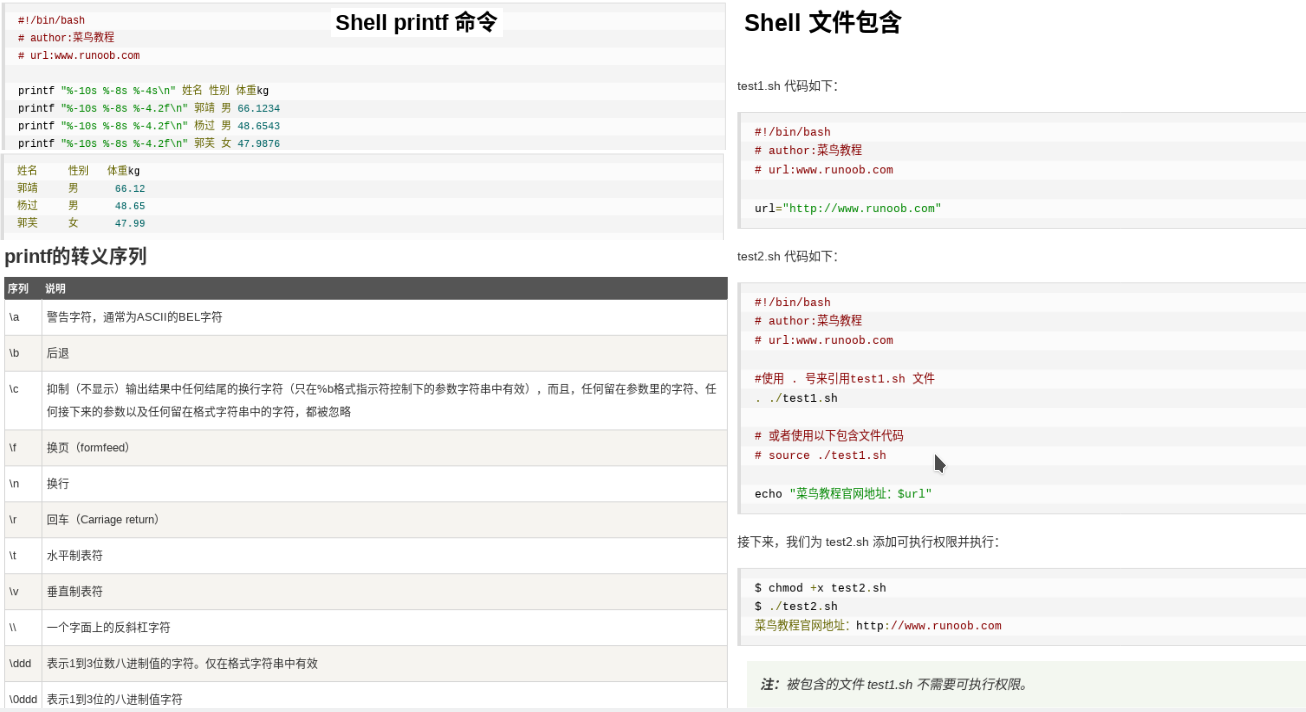 Shell printf 命令
#!/bin/bash
# author:菜鸟教程
# url:www.runoob.com
printf "%-10s %-8s %-4s\n" 姓名 性别 体重kg
printf "%-10s %-8s %-4.2f\n" 郭靖 男 66.1234
printf "%-10s %-8s %-4.2f\n" 杨过 男 48.6543
printf "%-10s %-8s %-4.2f\n" 郭芙 女 47.9876
姓名 性别 体重kg
郭靖 男 66.12
杨过 男 48.65
郭芙 女 47.99
printf的转义序列
序列 说明
\a 警告字符，通常为ASCII的BEL字符
\b 后退
\c 抑制（不显示）输出结果中任何结尾的换行字符（只在%b格式指示符控制下的参数字符串中有效），而且，任何留在参数里的字符、任
何接下来的参数以及任何留在格式字符串中的字符，都被忽略
\f 换页（formfeed）
\n 换行
\r 回车（Carriage return）
\t 水平制表符
\v 垂直制表符
\\ 一个字面上的反斜杠字符
\ddd 表示1到3位数八进制值的字符。仅在格式字符串中有效
\0ddd 表示1到3位的八进制值字符
Shell 文件包含
test1.sh 代码如下：
#!/bin/bash
# author:菜鸟教程
# url:www.runoob.com
url="http://www.runoob.com"
test2.sh 代码如下：
#!/bin/bash
# author:菜鸟教程
# url:www.runoob.com
#使用 . 号来引用test1.sh 文件
. ./test1.sh
# 或者使用以下包含文件代码
# source ./test1.sh
echo "菜鸟教程官网地址：$url"
接下来，我们为 test2.sh 添加可执行权限并执行：
$ chmod +x test2.sh
$ ./test2.sh
菜鸟教程官网地址：http://www.runoob.com
注：被包含的文件 test1.sh 不需要可执行权限。